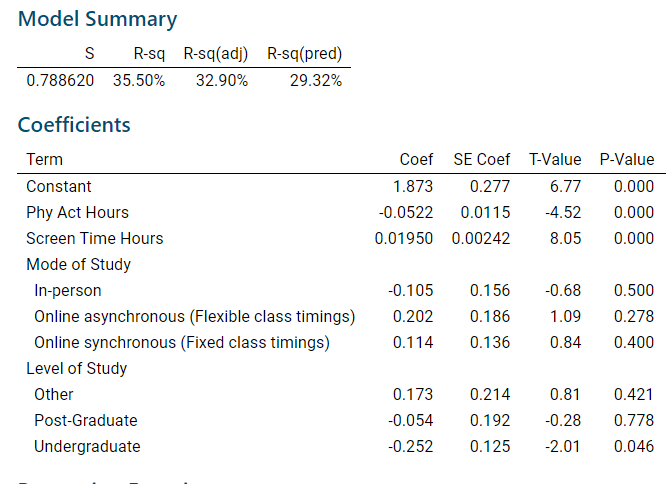 Model Summary
S R-sq R-sq(adj) R-sq(pred)
0.788620 35.50% 32.90% 29.32%
Coefficients
Term Coef SE Coef T-Value P-Value
Constant 1.873 0.277 6.77 0.000
Phy Act Hours -0.0522 0.0115 -4.52 0.000
Screen Time Hours 0.01950 0.00242 8.05 0.000
Mode of Study
In-person -0.105 0.156 -0.68 0.500
Online asynchronous (Flexible class timings) 0.202 0.186 1.09 0.278
Online synchronous (Fixed class timings) 0.114 0.136 0.84 0.400
Level of Study
Other 0.173 0.214 0.81 0.421
Post-Graduate -0.054 0.192 -0.28 0.778
Undergraduate -0.252 0.125 -2.01 0.046